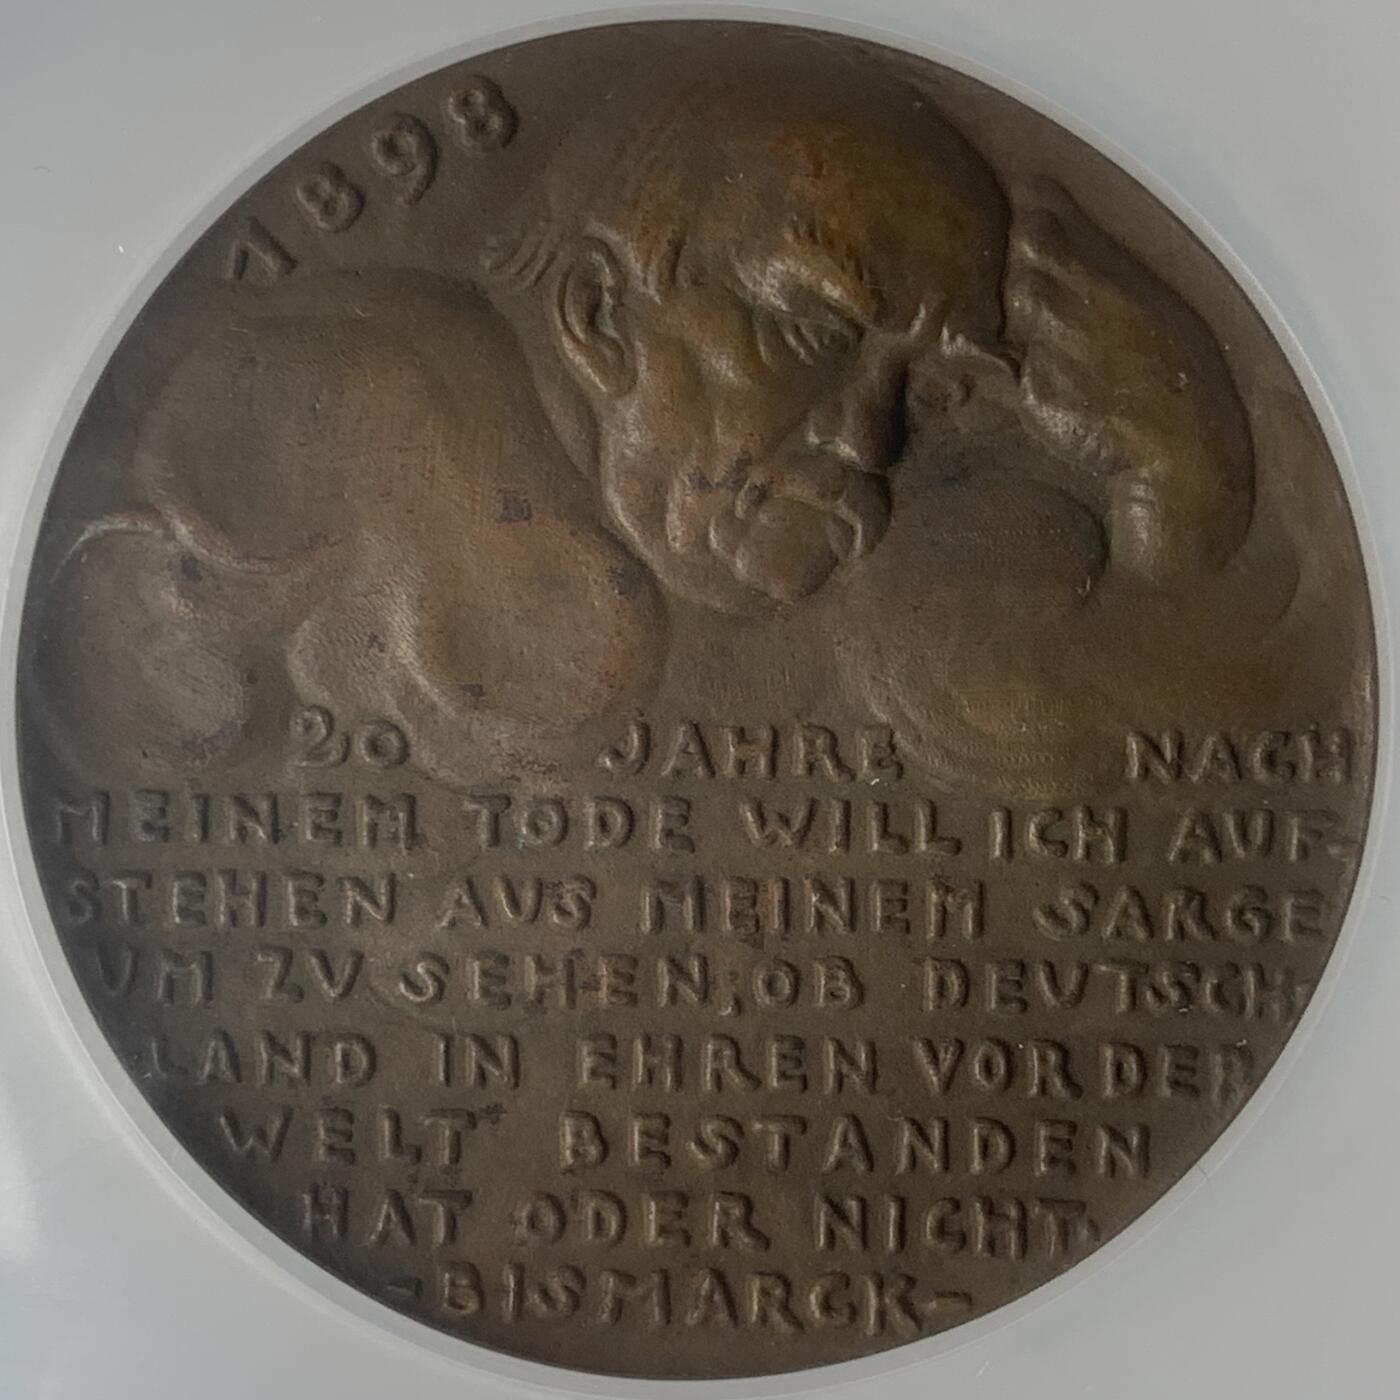 1898
20 JAHRE NACH
MEINEM TODE WILL ICH AUF-
STEHEN AUS MEINEM SARGE
UM ZU SEHEN, OB DEUTSCH-
LAND IN EHREN VOR DER
WELT BESTANDEN
HAT ODER NICHT.
-BISMARCK-